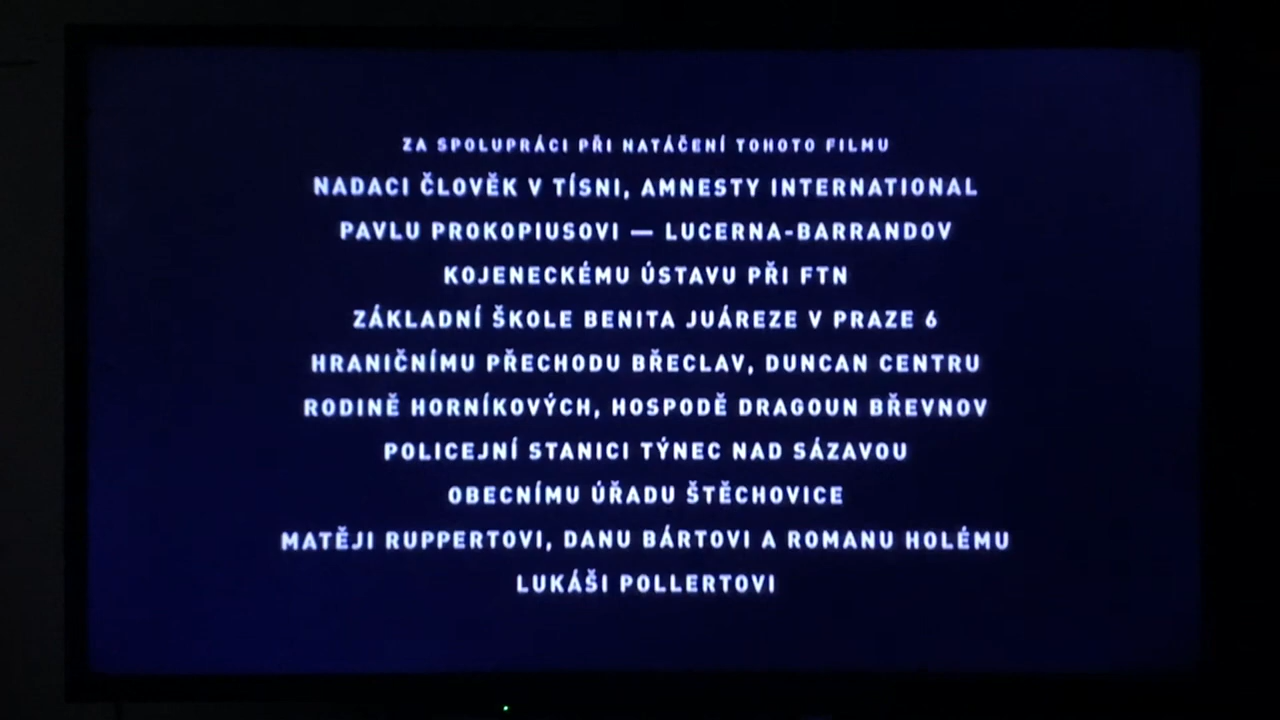 ZA SPOLUPRÁCI PŘI NATÁČENÍ TOHOTO FILMU
NADACI ČLOVĚK V TÍSNI, AMNESTY INTERNATIONAL
PAVLU PROKOPIUSOVI — LUCERNA-BARRANDOV
KOJENECKÉMU ÚSTAVU PŘI FTN
ZÁKLADNÍ ŠKOLE BENITA JUÁREZE V PRAZE 6
HRANIČNÍMU PŘECHODU BŘECLAV, DUNCAN CENTRU
RODINĚ HORNÍKOVÝCH, HOSPODĚ DRAGOUN BŘEVNOV
POLICEJNÍ STANICI TÝNEC NAD SÁZAVOU
OBECNÍMU ÚŘADU ŠTĚCHOVICE
MATĚJI RUPPERTOVI, DANU BÁRTOVI A ROMANU HOLÉMU
LUKÁŠI POLLERTOVI